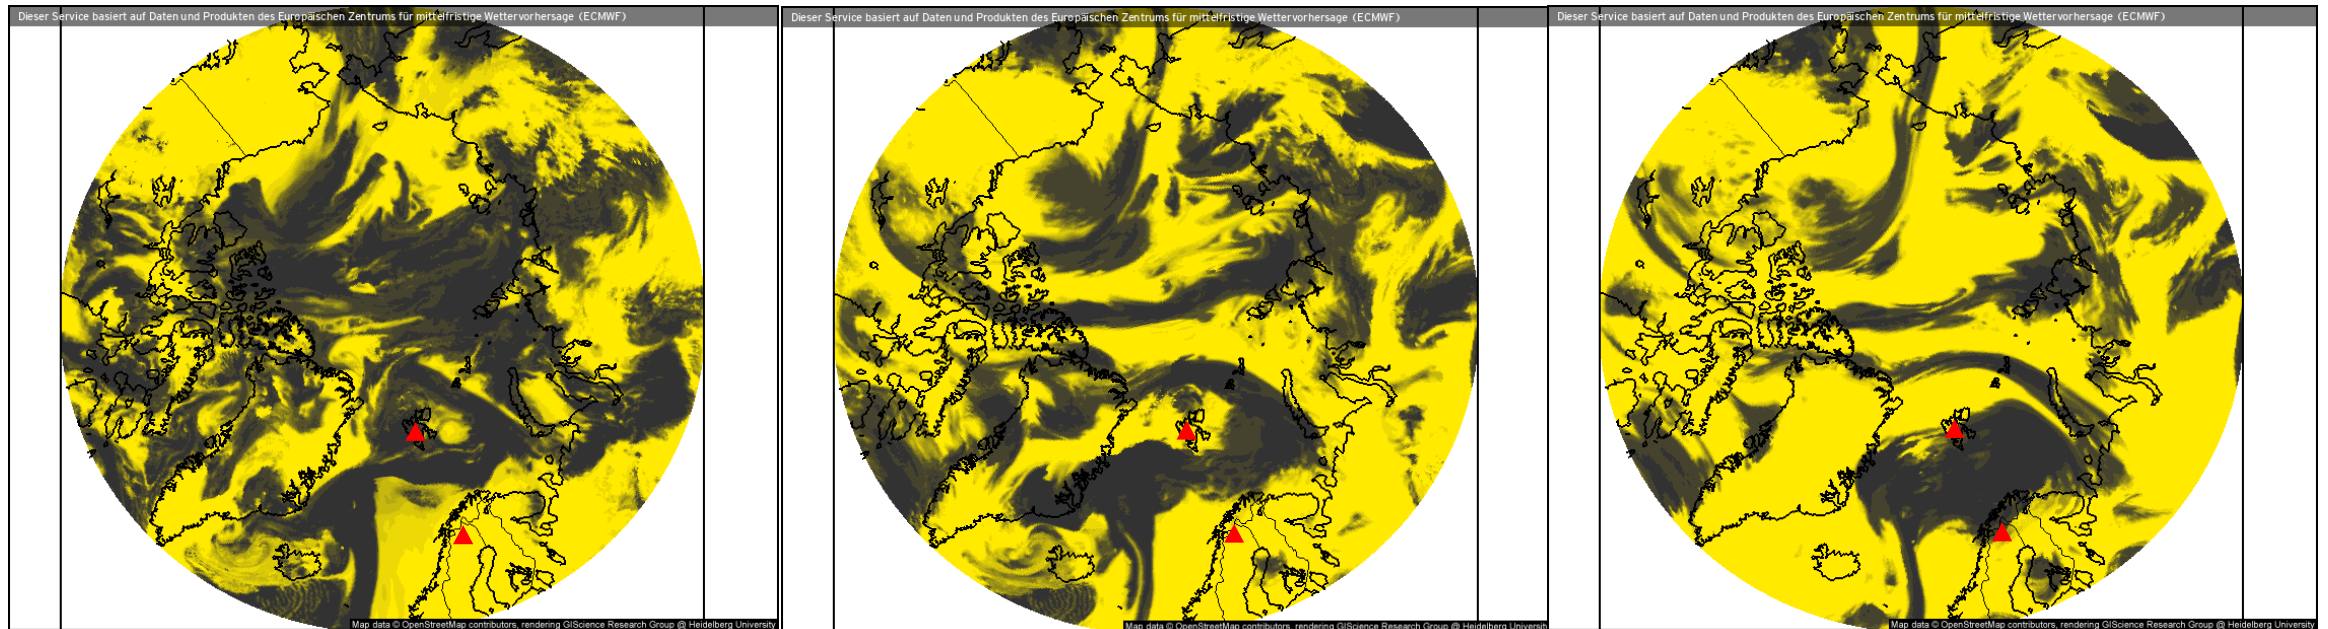 Dieser Service basiert auf Daten und Produkten des Europäischen Zentrums für mittelfristige Wettervorhersage (ECMWF)
Dieser Service basiert auf Daten und Produkten des Europäischen Zentrums für mittelfristige Wettervorhersage (ECMWF)
Dieser Service basiert auf Daten und Produkten des Europäischen Zentrums für mittelfristige Wettervorhersage (ECMWF)
Map data © OpenStreetMap contributors, rendering GIScience Research Group @ Heidelberg University
Map data © OpenStreetMap contributors, rendering GIScience Research Group @ Heidelberg University
Map data © OpenStreetMap contributors, rendering GIScience Research Group @ Heidelberg University